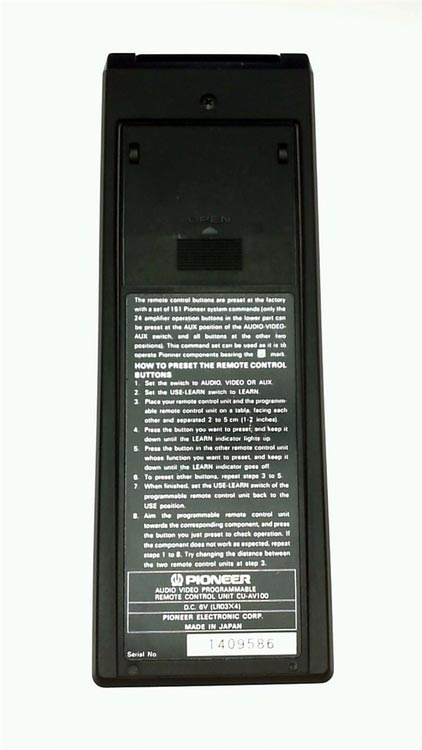 OPEN
The remote control buttons are preset at the factory
with a set of 151 Pioneer system commands (only the
24 amplifier operation buttons in the lower part can
be preset at the AUX position of the AUDIO-VIDEO-
AUX switch, and all buttons at the other two
positions). This command set can be used as it is to
operate Pionner components bearing the mark.
HOW TO PRESET THE REMOTE CONTROL
BUTTONS
1. Set the switch to AUDIO, VIDEO OR AUX.
2. Set the USE-LEARN switch to LEARN.
3. Place your remote control unit and the programm-
able remote control unit on a table, facing each
other and separated 2 to 5 cm (1-2 inches)
4. Press the button you want to preset, and keep it
down until the LEARN indicator lights up.
5. Press the button in the other remote control unit
whose function you want to preset, and keep it
down until the LEARN indicator goes off.
6. To preset other buttons, repeat steps 3 to 5.
7. When finished, set the USE-LEARN switch of the
programmable remote control unit back to the
USE position.
8. Aim the programmable remote control unit
towards the corresponding component, and press
the button you just preset to check operation. If
the component does not work as expected, repeat
steps 1 to 8. Try changing the distance between
the two remote control units at step 3.
PIONEER
AUDIO VIDEO PROGRAMMABLE
REMOTE CONTROL UNIT CU-AV100
D.C. 6V (LR03×4)
PIONEER ELECTRONIC CORP.
MADE IN JAPAN
Serial No. 1409586